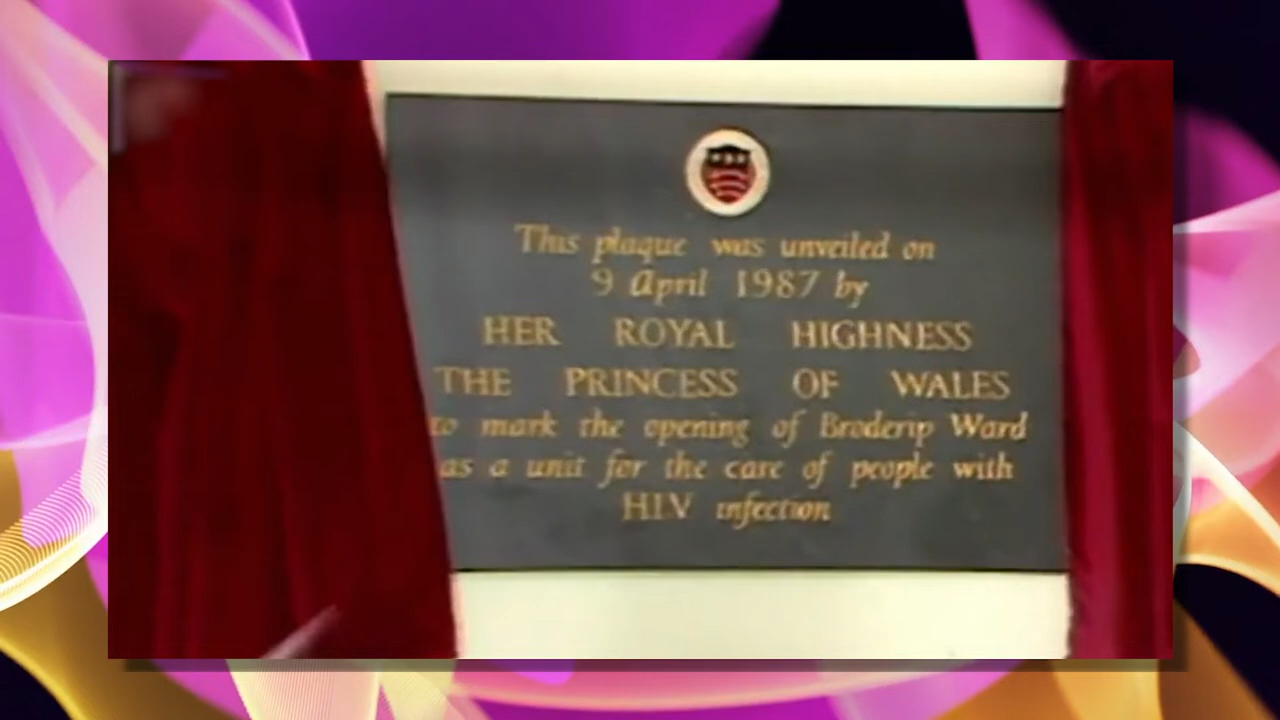 This plaque was unveiled on
9 April 1987 by
HER ROYAL HIGHNESS
THE PRINCESS OF WALES
to mark the opening of Broderip Ward
as a unit for the care of people with
HIV infection